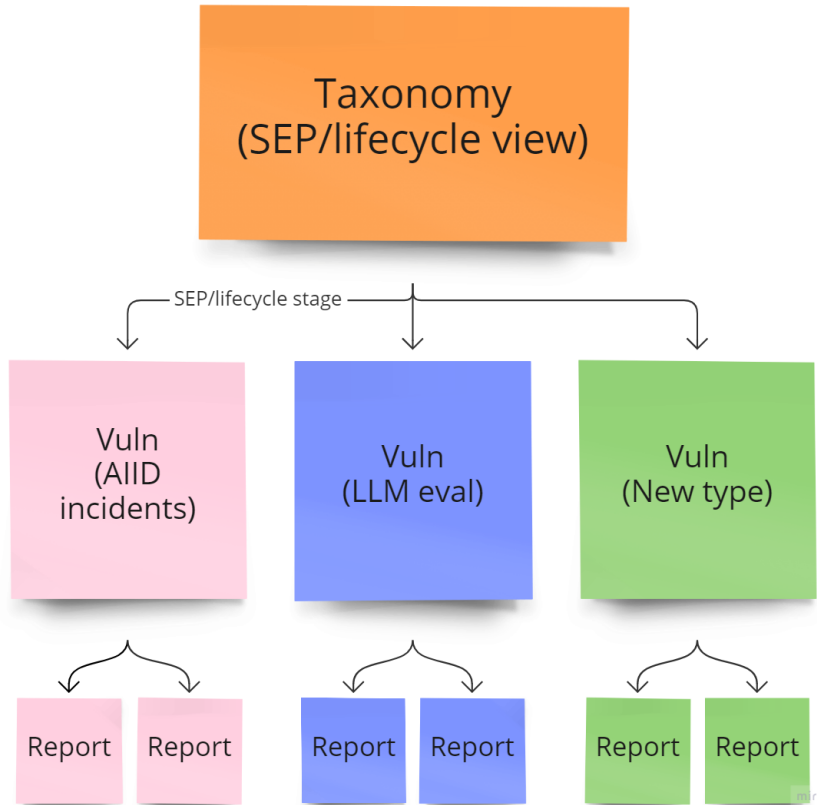 Taxonomy
(SEP/lifecycle view)
SEP/lifecycle stage
Vuln
(AIID
incidents)
Vuln
(LLM eval)
Vuln
(New type)
Report
Report
Report
Report
Report
Report
mir